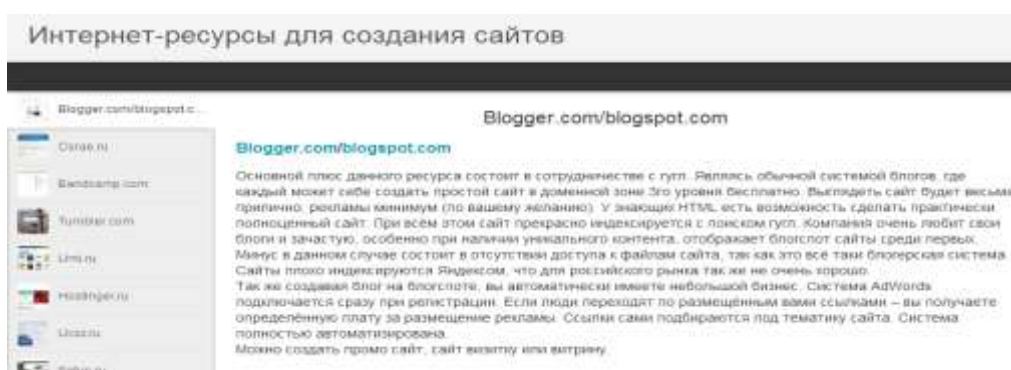 Интернет-ресурсы для создания сайтов
Blogger.com/blogspot.c...
Blogger.com/blogspot.com
Blogger.com/blogspot.com
Bandcamp.com
Umi.ru
Hostinger.ru
Ucoz.ru
Основной плюс данного ресурса состоит в сотрудничестве с гугл. Являясь обычной системой блогов, где
каждый может себе создать простой сайт в доменной зоне 3го уровня бесплатно. Выглядеть сайт будет весьма
прилично, рекламы минимум (по вашему желанию). У знающих HTML есть возможность сделать практически
полноценный сайт. При всём этом сайт прекрасно индексируется с поиском гугл. Компания очень любит свои
блоги и зачастую, особенно при наличии уникального контента, отображает блогспот сайты среди первых.
Минус в данном случае состоит в отсутствии доступа к файлам сайта, так как это всё таки блогерская система.
Сайты плохо индексируются Яндексом, что для российского рынка так же не очень хорошо.
Так же создавая блог на блогспоте, вы автоматически имеете небольшой бизнес. Система AdWords
подключается сразу при регистрации. Если люди переходят по размещённым вами ссылками – вы получаете
определённую плату за размещение рекламы. Ссылки сами подбираются под тематику сайта. Система
полностью автоматизирована.
Можно создать промо сайт, сайт визитку или витрину.